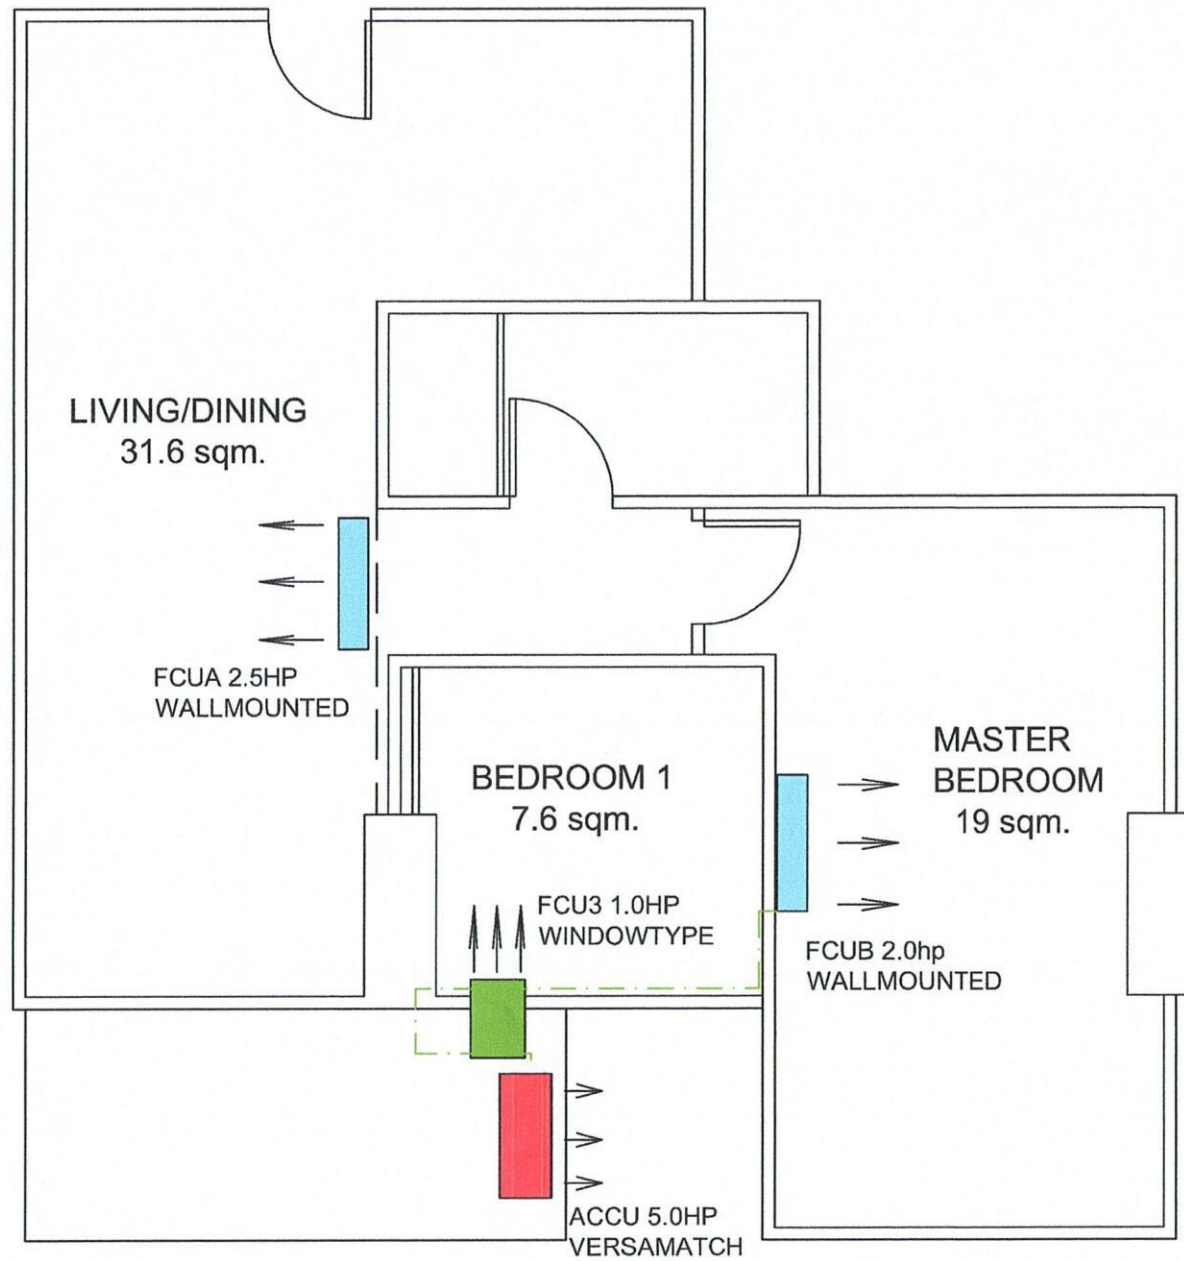 LIVING/DINING
31.6 sqm.
FCUA 2.5HP
WALLMOUNTED
BEDROOM 1
7.6 sqm.
MASTER
BEDROOM
19 sqm.
FCU3 1.0HP
WINDOWTYPE
FCUB 2.0hp
WALLMOUNTED
ACCU 5.0HP
VERSAMATCH